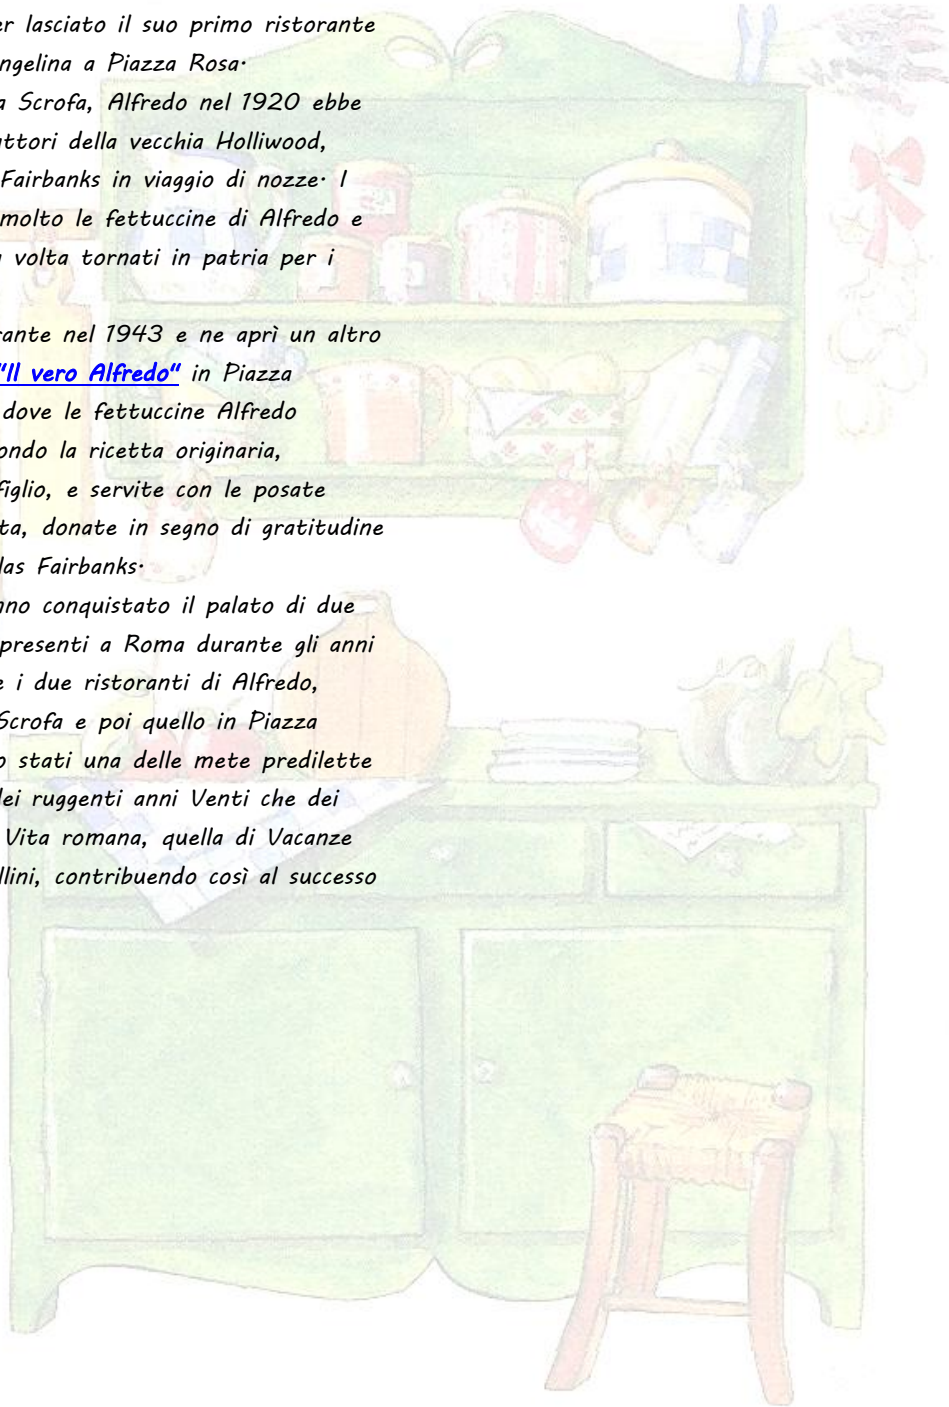 er lasciato il suo primo ristorante
ngelina a Piazza Rosa.
a Scrofa, Alfredo nel 1920 ebbe
attori della vecchia Holliwood,
Fairbanks in viaggio di nozze. I
molto le fettuccine di Alfredo e
volta tornati in patria per i
rante nel 1943 e ne aprì un altro
"Il vero Alfredo" in Piazza
dove le fettuccine Alfredo
ondo la ricetta originaria,
figlio, e servite con le posate
ta, donate in segno di gratitudine
las Fairbanks.
nno conquistato il palato di due
presenti a Roma durante gli anni
e i due ristoranti di Alfredo,
Scrofa e poi quello in Piazza
o stati una delle mete predilette
dei ruggenti anni Venti che dei
Vita romana, quella di Vacanze
llini, contribuendo così al successo